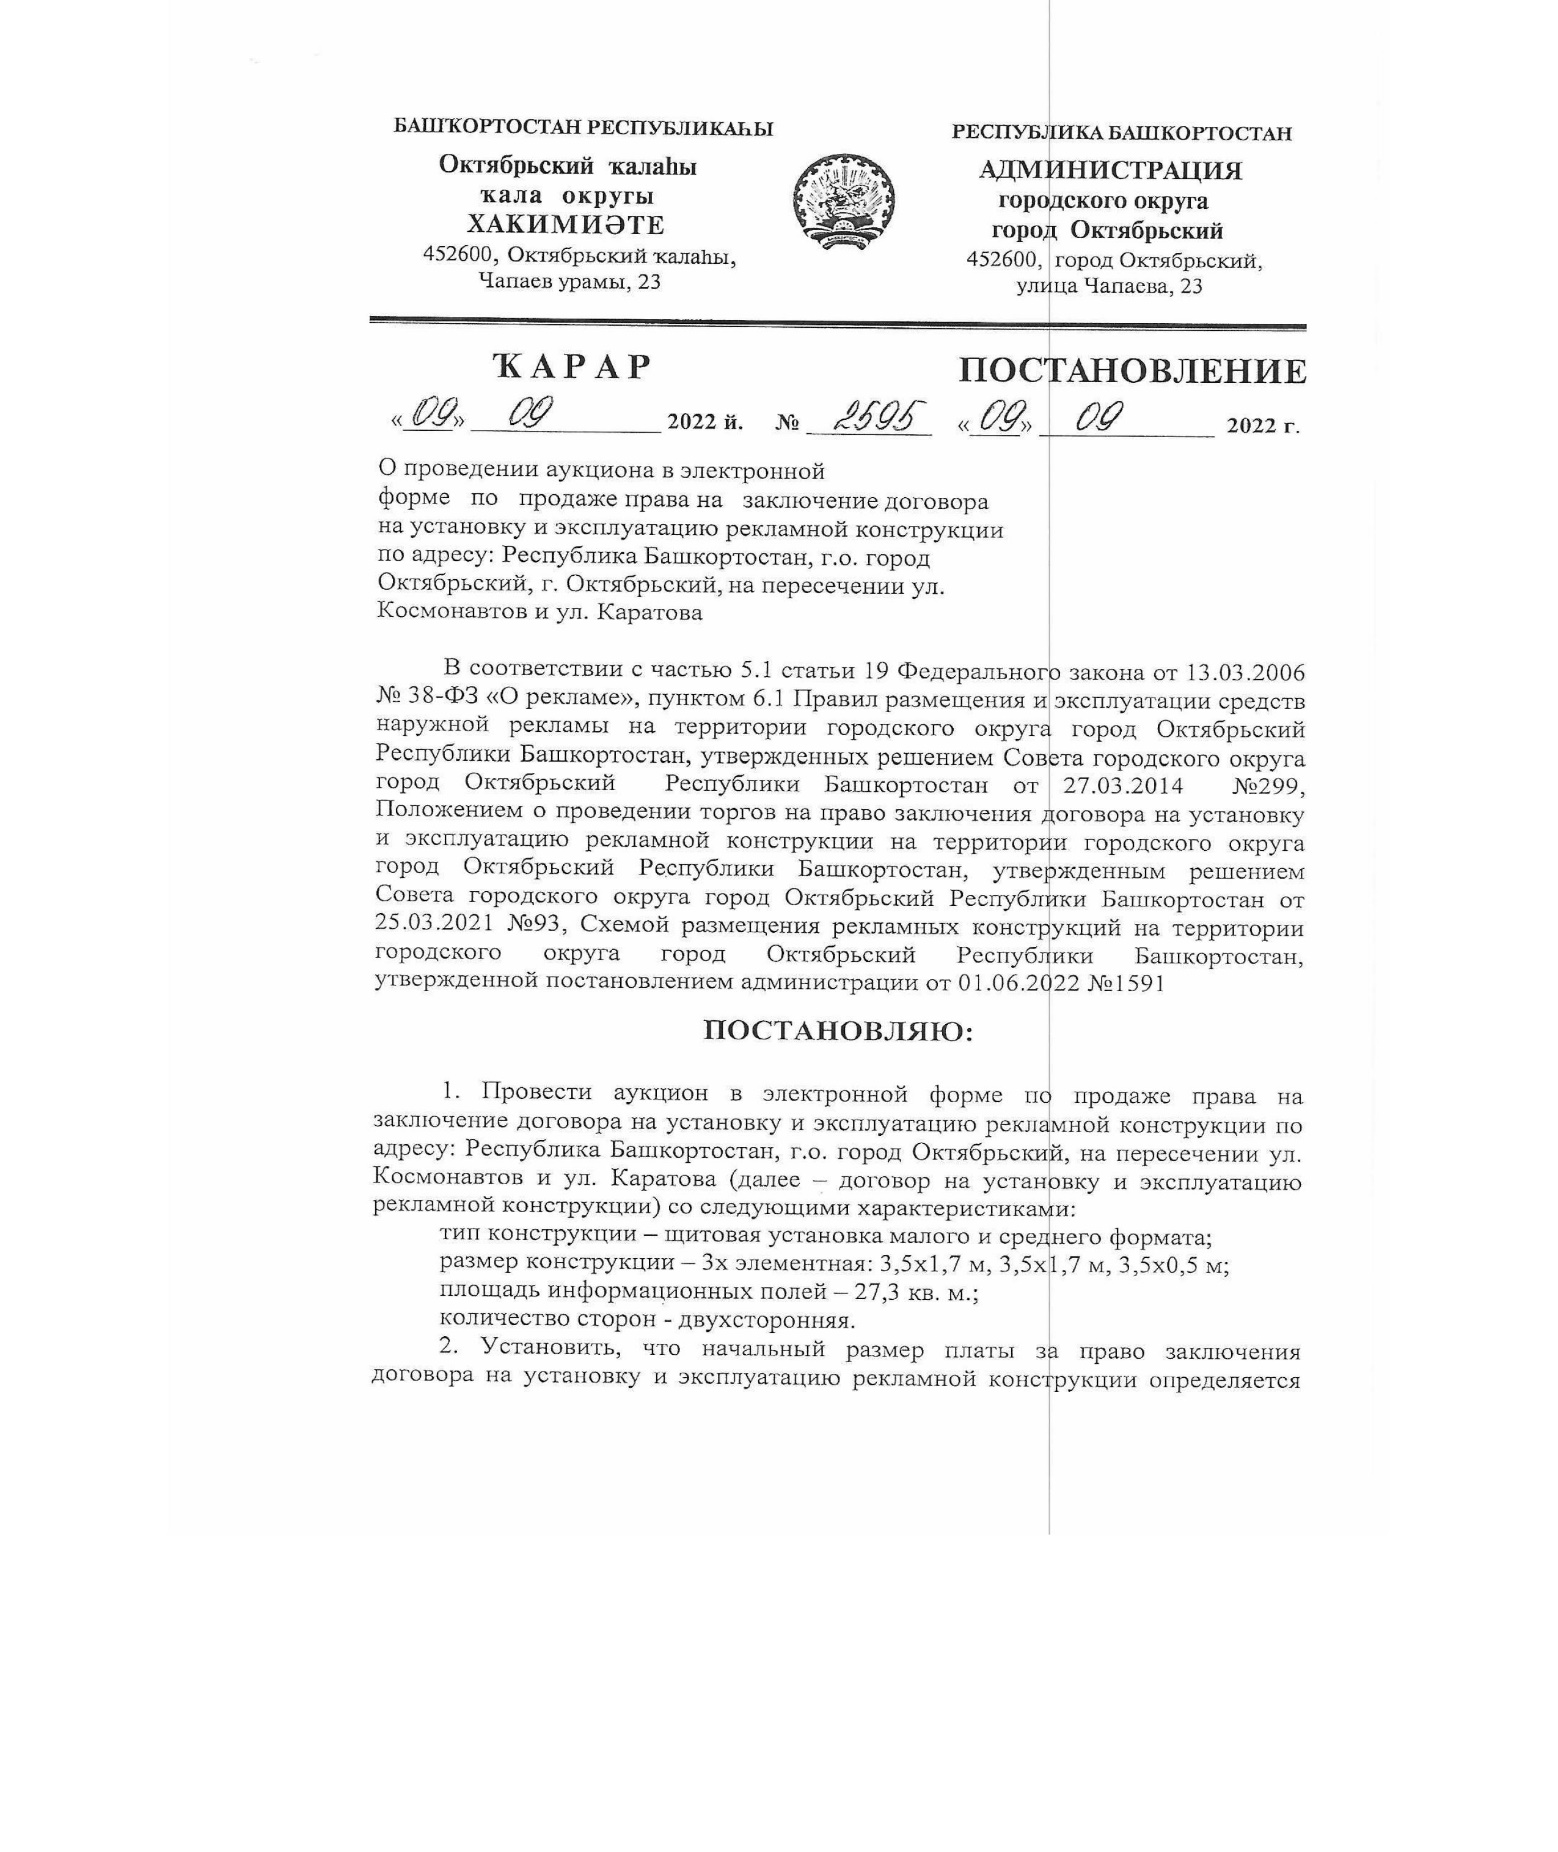 БАШҠОРТОСТАН РЕСПУБЛИКАҺЫ
Октябрьский ҡалаһы
ҡала округы
ХАКИМИӘТЕ
452600, Октябрьский ҡалаһы,
Чапаев урамы, 23
РЕСПУБЛИКА БАШКОРТОСТАН
АДМИНИСТРАЦИЯ
городского округа
город Октябрьский
452600, город Октябрьский,
улица Чапаева, 23
ҠАРАР
ПОСТАНОВЛЕНИЕ
«09» 09 2022 й. № 2595 «09» 09 2022 г.
О проведении аукциона в электронной
форме по продаже права на заключение договора
на установку и эксплуатацию рекламной конструкции
по адресу: Республика Башкортостан, г.о. город
Октябрьский, г. Октябрьский, на пересечении ул.
Космонавтов и ул. Каратова
В соответствии с частью 5.1 статьи 19 Федерального закона от 13.03.2006
№ 38-ФЗ «О рекламе», пунктом 6.1 Правил размещения и эксплуатации средств
наружной рекламы на территории городского округа город Октябрьский
Республики Башкортостан, утвержденных решением Совета городского округа
город Октябрьский Республики Башкортостан от 27.03.2014 №299,
Положением о проведении торгов на право заключения договора на установку
и эксплуатацию рекламной конструкции на территории городского округа
город Октябрьский Республики Башкортостан, утвержденным решением
Совета городского округа город Октябрьский Республики Башкортостан от
25.03.2021 №93, Схемой размещения рекламных конструкций на территории
городского округа город Октябрьский Республики Башкортостан,
утвержденной постановлением администрации от 01.06.2022 №1591
ПОСТАНОВЛЯЮ:
1. Провести аукцион в электронной форме по продаже права на
заключение договора на установку и эксплуатацию рекламной конструкции по
адресу: Республика Башкортостан, г.о. город Октябрьский, на пересечении ул.
Космонавтов и ул. Каратова (далее – договор на установку и эксплуатацию
рекламной конструкции) со следующими характеристиками:
тип конструкции – щитовая установка малого и среднего формата;
размер конструкции – 3х элементная: 3,5х1,7 м, 3,5х1,7 м, 3,5х0,5 м;
площадь информационных полей – 27,3 кв. м.;
количество сторон - двухсторонняя.
2. Установить, что начальный размер платы за право заключения
договора на установку и эксплуатацию рекламной конструкции определяется